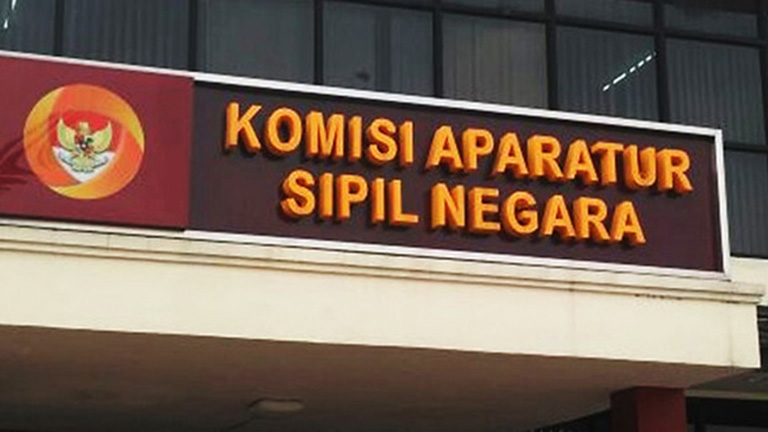 KOMISI APARATUR
SIPIL NEGARA